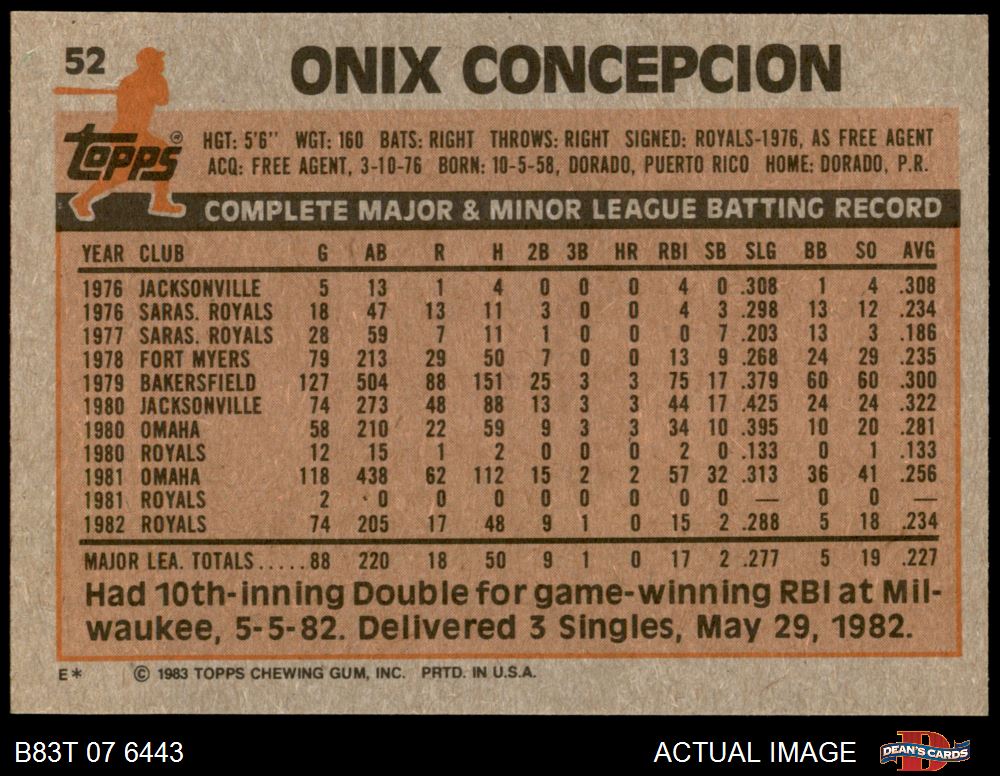 52
ONIX CONCEPCION
Topps®
HGT: 5'6" WGT: 160 BATS: RIGHT THROWS: RIGHT SIGNED: ROYALS-1976, AS FREE AGENT
ACQ: FREE AGENT, 3-10-76 BORN: 10-5-58, DORADO, PUERTO RICO HOME: DORADO, P.R.
COMPLETE MAJOR & MINOR LEAGUE BATTING RECORD
YEAR CLUB G AB R H 2B 3B HR RBI SB SLG BB SO AVG
1976 JACKSONVILLE 5 13 1 4 0 0 0 4 0 .308 1 4 .308
1976 SARAS. ROYALS 18 47 13 11 3 0 0 4 3 .298 13 12 .234
1977 SARAS. ROYALS 28 59 7 11 1 0 0 0 7 .203 13 3 .186
1978 FORT MYERS 79 213 29 50 7 0 0 13 9 .268 24 29 .235
1979 BAKERSFIELD 127 504 88 151 25 3 3 75 17 .379 60 60 .300
1980 JACKSONVILLE 74 273 48 88 13 3 3 44 17 .425 24 24 .322
1980 OMAHA 58 210 22 59 9 3 3 34 10 .395 10 20 .281
1980 ROYALS 12 15 1 2 0 0 0 2 0 .133 0 1 .133
1981 OMAHA 118 438 62 112 15 2 2 57 32 .313 36 41 .256
1981 ROYALS 2 0 0 0 0 0 0 0 0 — 0 0 —
1982 ROYALS 74 205 17 48 9 1 0 15 2 .288 5 18 .234
MAJOR LEA. TOTALS.....88 220 18 50 9 1 0 17 2 .277 5 19 .227
Had 10th-inning Double for game-winning RBI at Mil-
waukee, 5-5-82. Delivered 3 Singles, May 29, 1982.
E* © 1983 TOPPS CHEWING GUM, INC. PRTD. IN U.S.A.
B83T 07 6443 ACTUAL IMAGE DEAN'S CARDS